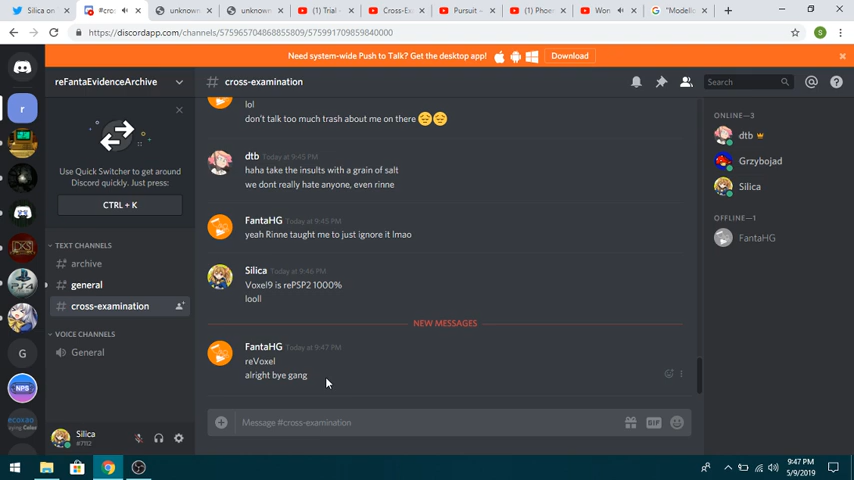 Silica on
#cros
unknown
unknown
(1) Trial
Cross-Ex
Pursuit –
(1) Phoe
Won
"Modello
https://discordapp.com/channels/575965704868855809/575991709839840000
Need system-wide Push to Talk? Get the desktop app!
Download
reFantaEvidenceArchive
# cross-examination
Search
Use Quick Switcher to get around
Discord quickly. Just press:
CTRL + K
TEXT CHANNELS
# archive
# general
# cross-examination
VOICE CHANNELS
General
Silica
#7112
r
G
NPS
ecosao
lol
don't talk too much trash about me on there
dtb Today at 9:45 PM
haha take the insults with a grain of salt
we dont really hate anyone, even rinne
FantaHG Today at 9:45 PM
yeah Rinne taught me to just ignore it lmao
Silica Today at 9:46 PM
Voxel9 is rePSP2 1000%
looll
NEW MESSAGES
FantaHG Today at 9:47 PM
reVoxel
alright bye gang
Message #cross-examination
GIF
ONLINE—3
dtb
Grzybojad
Silica
OFFLINE—1
FantaHG
9:47 PM
5/9/2019